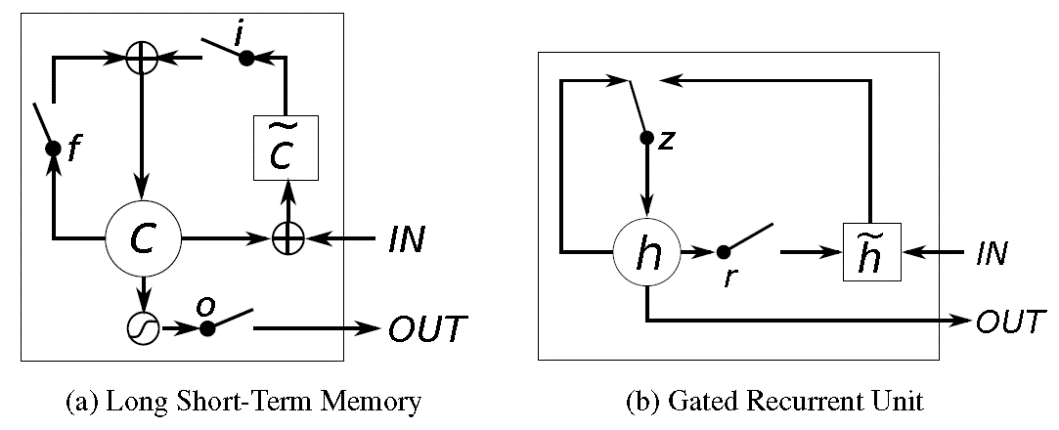 i
f
c̃
c
IN
o
OUT
(a) Long Short-Term Memory
z
h
r
h̃
IN
OUT
(b) Gated Recurrent Unit